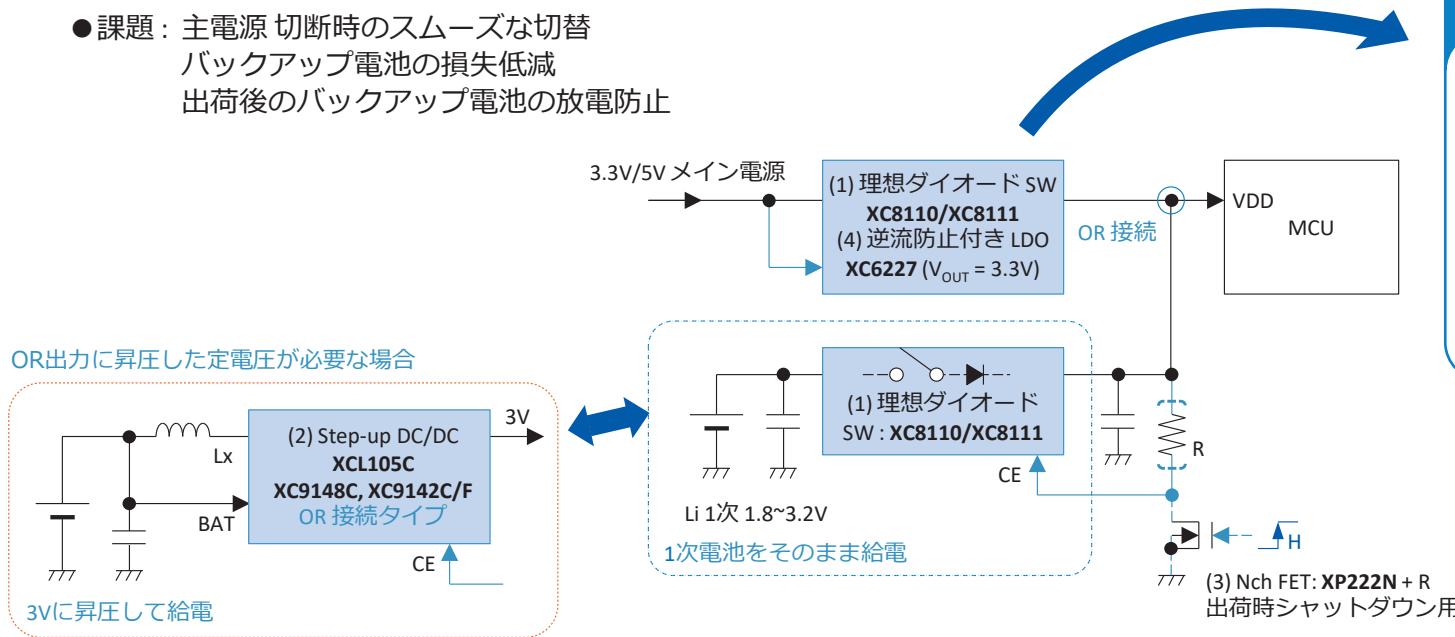 ●課題 : 主電源 切断時のスムーズな切替
バックアップ電池の損失低減
出荷後のバックアップ電池の放電防止
3.3V/5V メイン電源
(1) 理想ダイオード SW
XC8110/XC8111
(4) 逆流防止付き LDO
XC6227 (VOUT = 3.3V)
OR 接続
VDD
MCU
OR出力に昇圧した定電圧が必要な場合
Lx
BAT
(2) Step-up DC/DC
XCL105C
XC9148C, XC9142C/F
OR 接続タイプ
3V
CE
3Vに昇圧して給電
(1) 理想ダイオード
SW : XC8110/XC8111
CE
Li 1次 1.8~3.2V
1次電池をそのまま給電
R
H
(3) Nch FET: XP222N + R
出荷時シャットダウン用